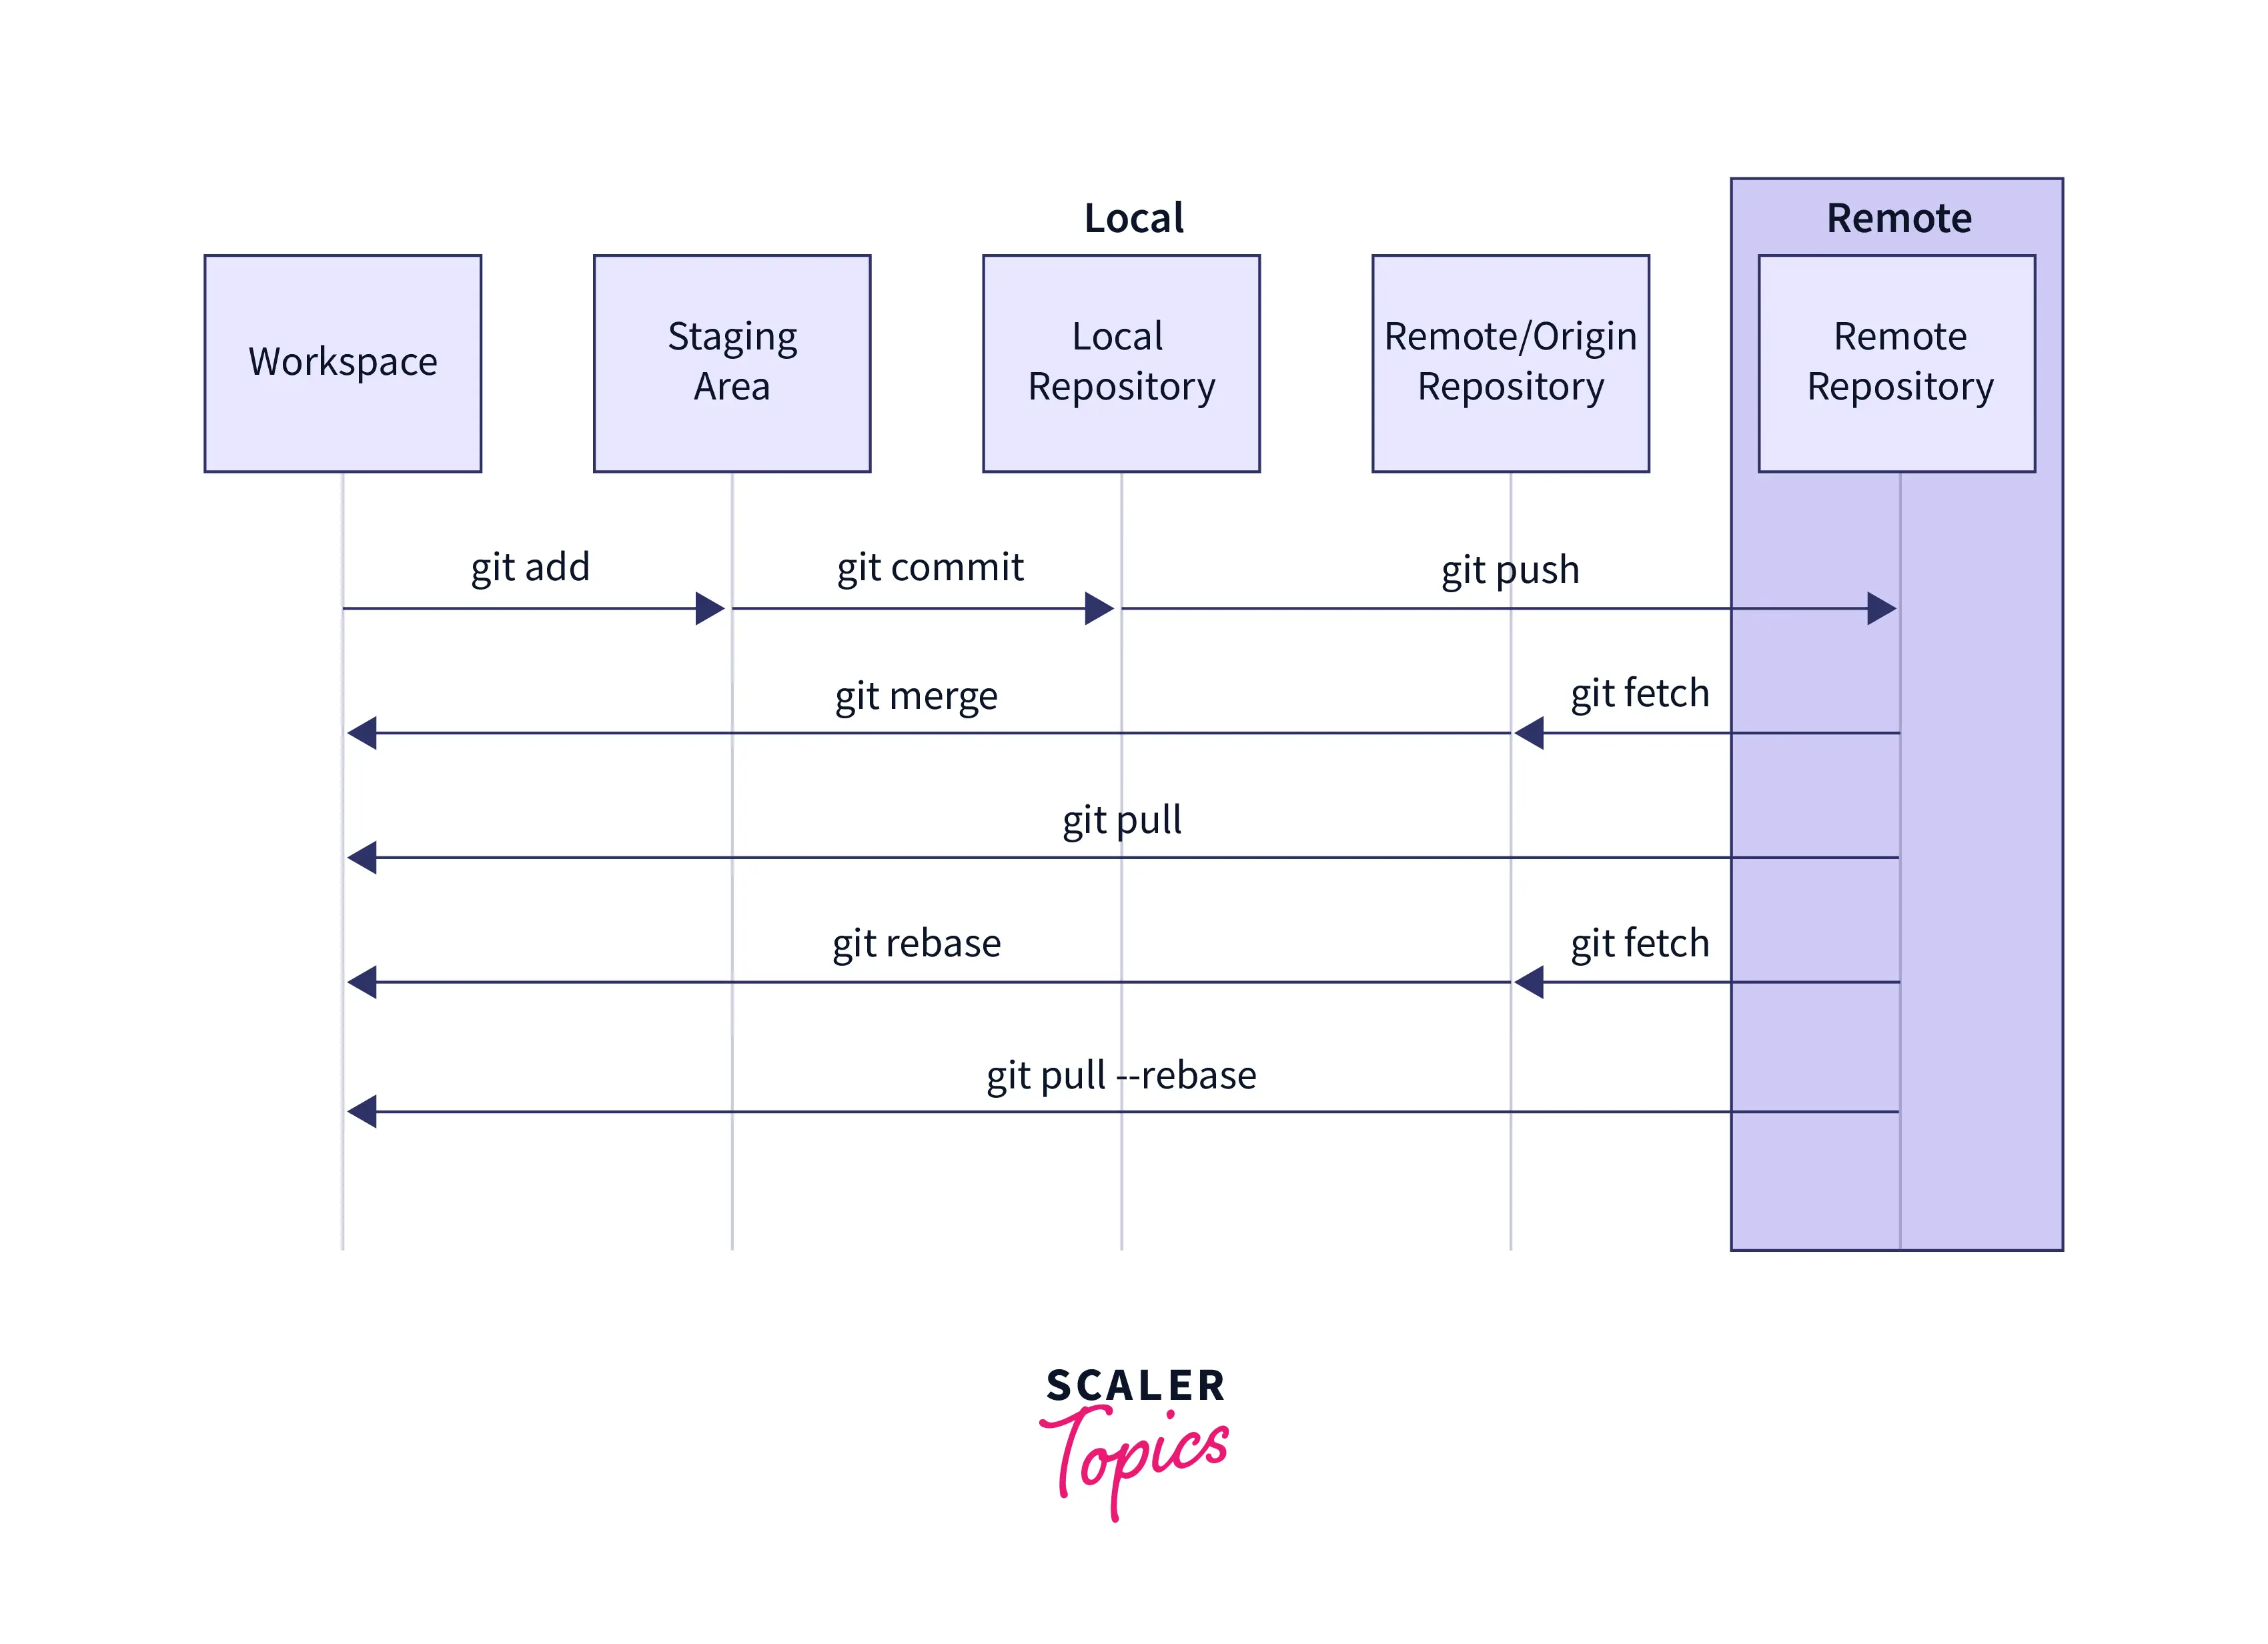 Local
Remote
Workspace
Staging
Area
Local
Repository
Remote/Origin
Repository
Remote
Repository
git add
git commit
git push
git merge
git fetch
git pull
git rebase
git fetch
git pull --rebase
SCALER
Topics